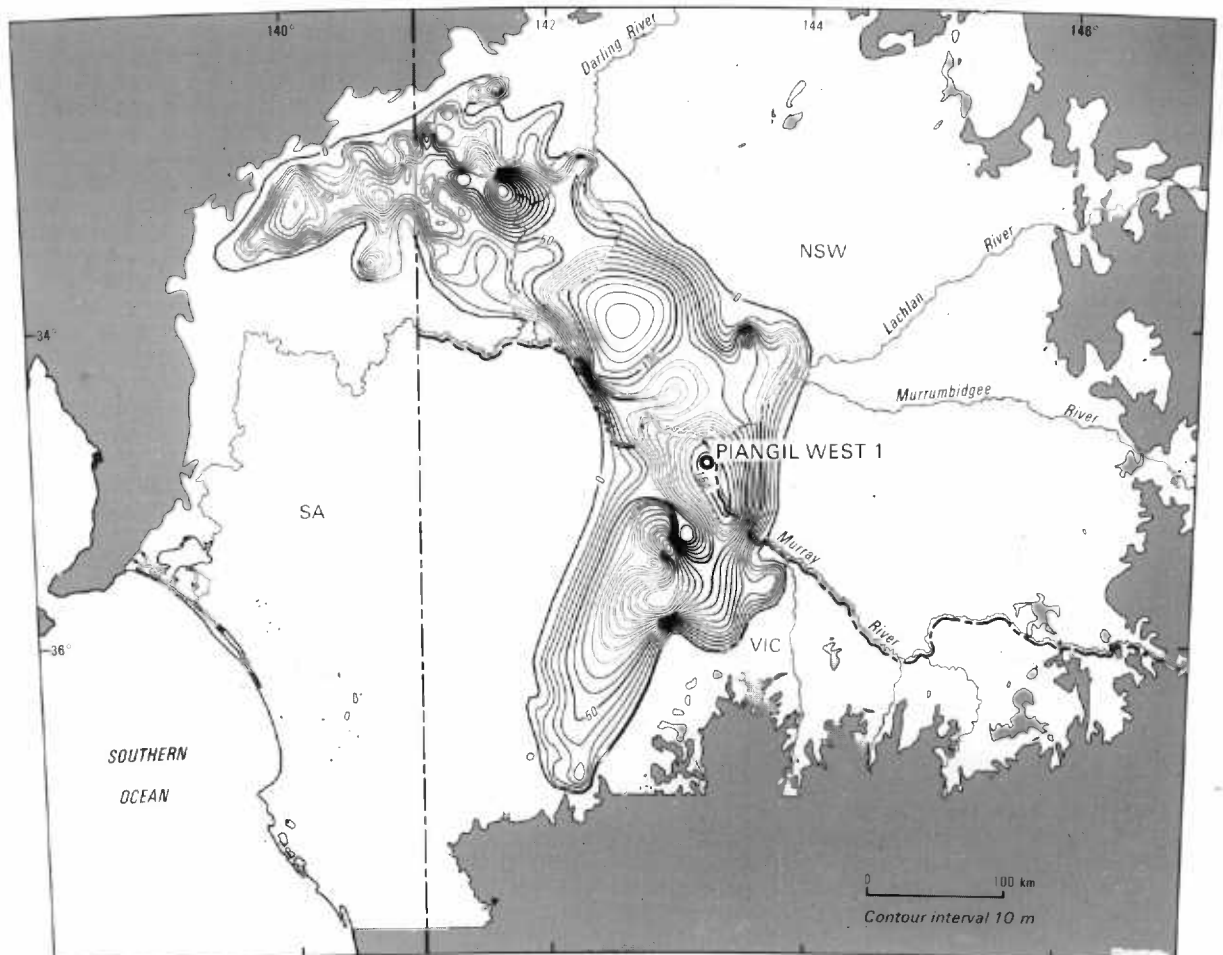 140°
142
144
146°
Darling River
0
50
NSW
Lachlan River
0
34
Murrumbidgee River
PIANGIL WEST 1
SA
0
Murray River
36°
VIC
50
SOUTHERN
OCEAN
0 100 km
Contour interval 10 m